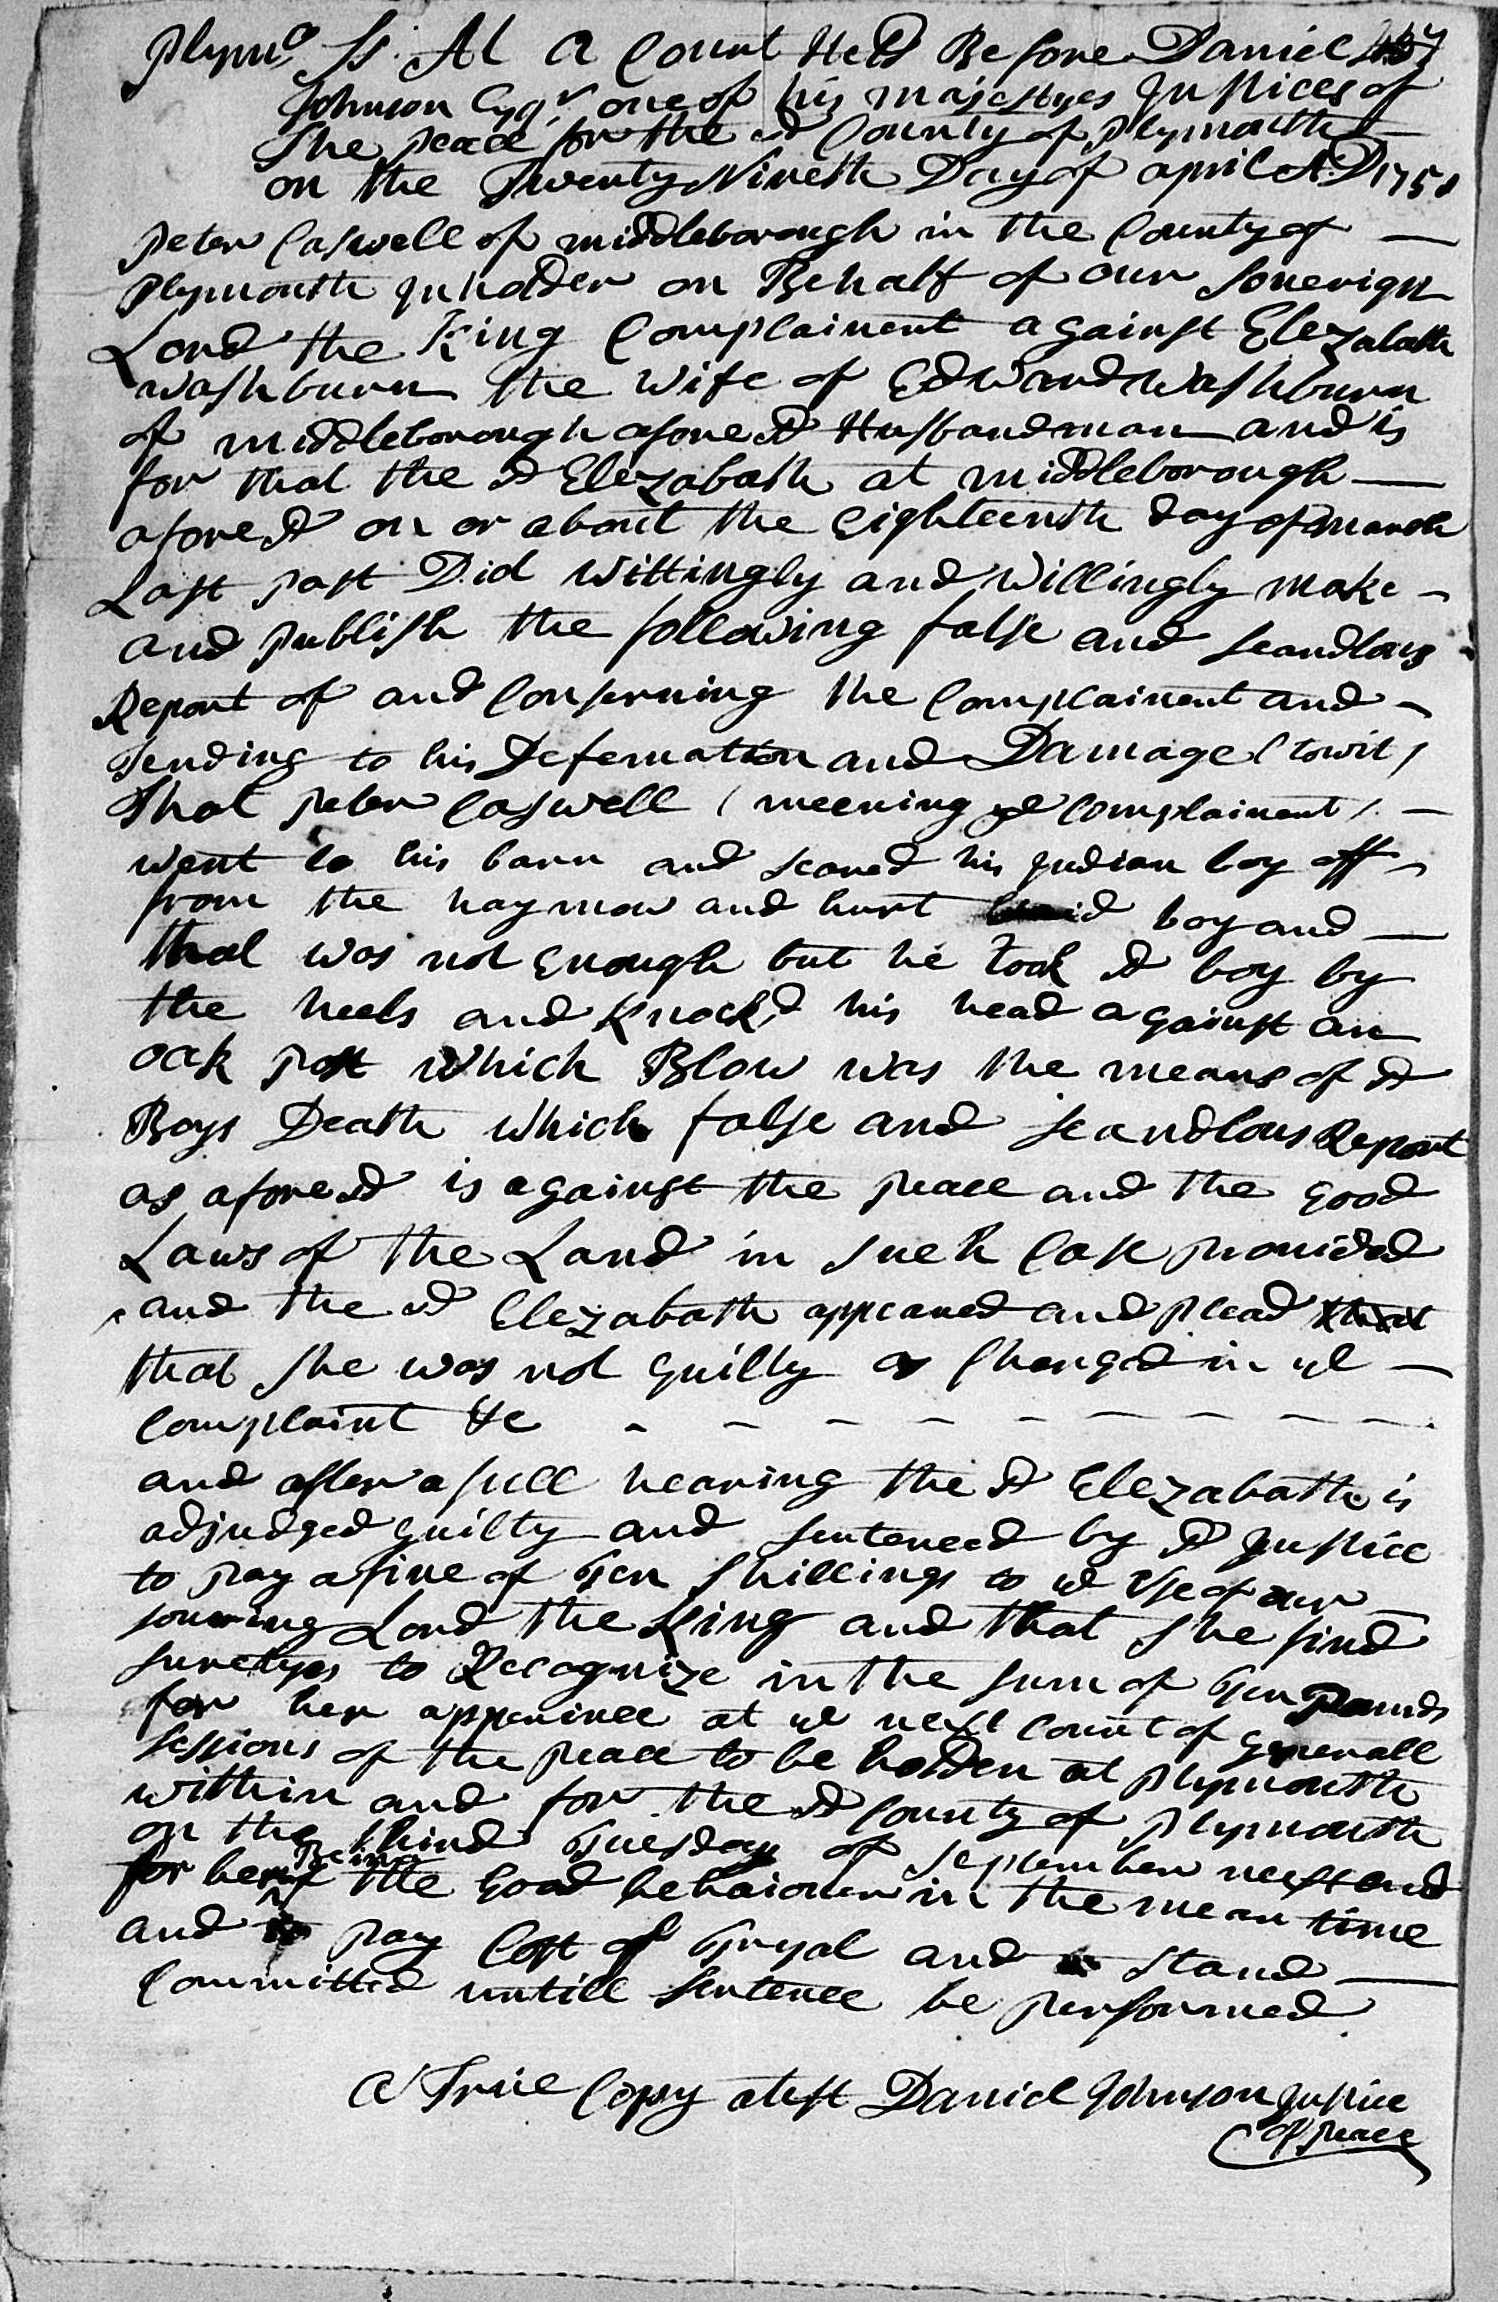 Plymo Ss. At a Court Held Before Daniel
Johnson Esqr. one of his majestyes Justices of
the peace for the sd County of Plymouth
on the Twenty Nineth Day of april A:D 1758
Peter Caswell of middleborough in the County of
Plymouth Inholder on Behalf of our Soverign
Lord the King Complainent against Elezabath
Washburn the Wife of Edward Washburn
of middleborough afore sd Husbandman and is
for that the sd Elezabath at middleborough
afore sd on or about the Eighteenth day of march
Last past Did Wittingly and Willingly make
and publish the following false and scandlous
Report of and Conserning the Complainent and
Tending to his Defemation and Damage (towit)
That Peter Caswell (meening ye Complainent)
went to his barn and scared his Indian boy off
from the hay mow and hurt said boy and
that was not Enough but he took sd boy by
the heels and Knockd his head against an
oak post Which Blow was the means of sd
Boys Death Which false and scandlous Report
as afore sd is against the peace and the good
Laws of the Land in such Case provided
and the sd Elezabath appeared and plead
that she was not guilty as Charged in ye
Complaint &c
and after a full hearing the sd Elezabath is
adjudged guilty and sentenced by sd Justice
to pay a fine of Ten Shillings to ye Use of our
sovering Lord the King and that she find
suretyes to Recognize in the sum of Ten Pounds
for her appearince at ye next Court of generall
sessions of the peace to be holden at Plymouth
within and for the sd County of Plymouth
on the third Tuesday of September next and
for her Being of the Good behaiour in the mean time
and pay Cost of Tryal and stand
Committed untill Sentence be performed
A True Copy atest Daniel Johnson Justice
of peace